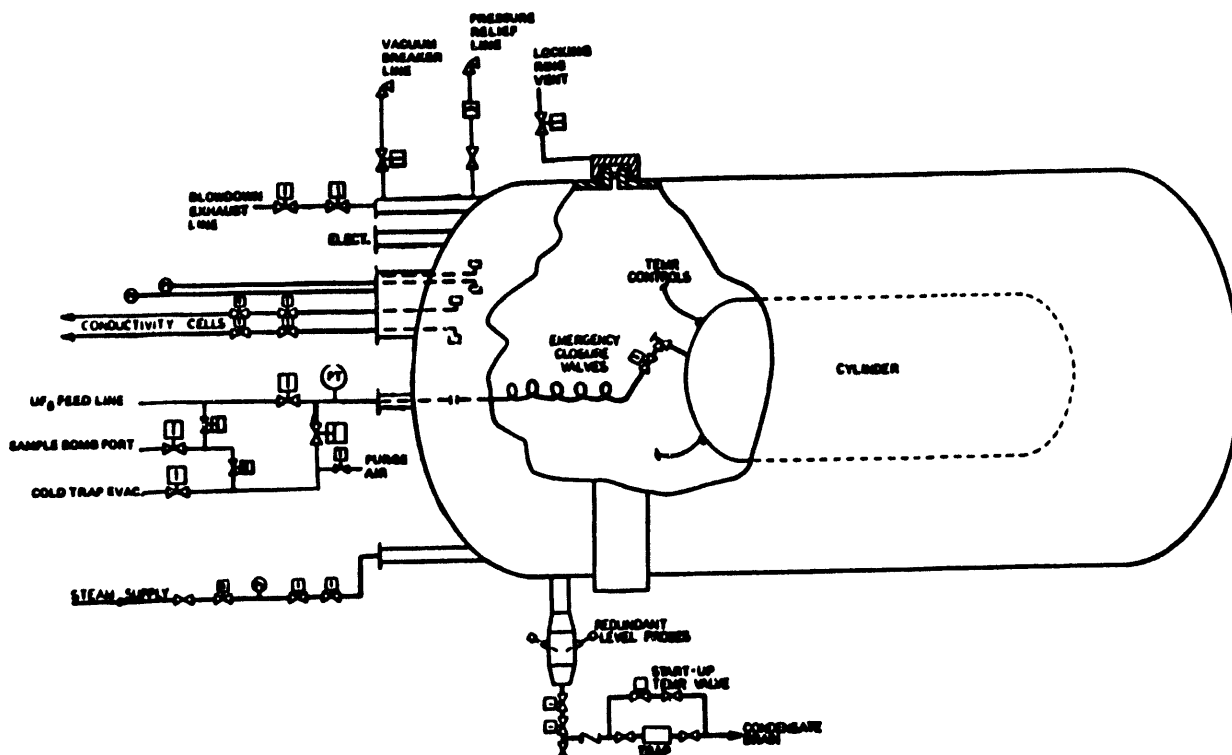 PRESSURE
RELIEF
LINE
VACUUM
BREAKER
LINE
LOCKING
RING
VENT
BLOWDOWN
EXHAUST
LINE
ELECT.
TEMP.
CONTROLS
CONDUCTIVITY CELLS
EMERGENCY
CLOSURE
VALVES
CYLINDER
PT
UF6 FEED LINE
SAMPLE BOMB PORT
PURGE
AIR
COLD TRAP EVAC.
STEAM SUPPLY
REDUNDANT
LEVEL PROBES
START-UP
TEMP. VALVE
CONDENSATE
DRAIN
TRAP